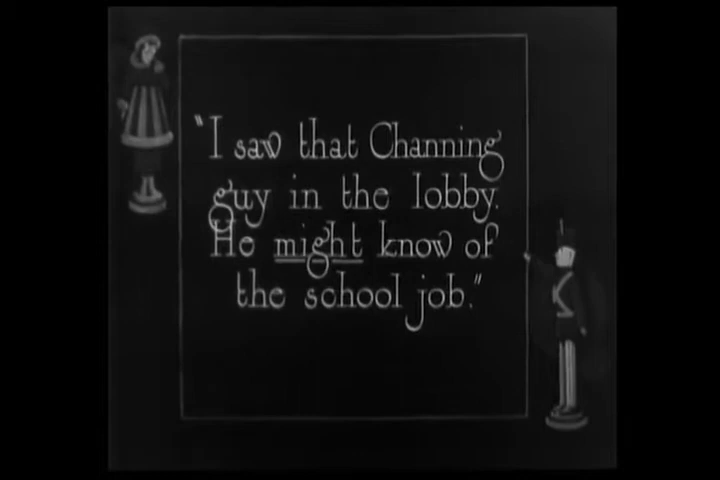 "I saw that Channing
guy in the lobby.
He might know of
the school job."